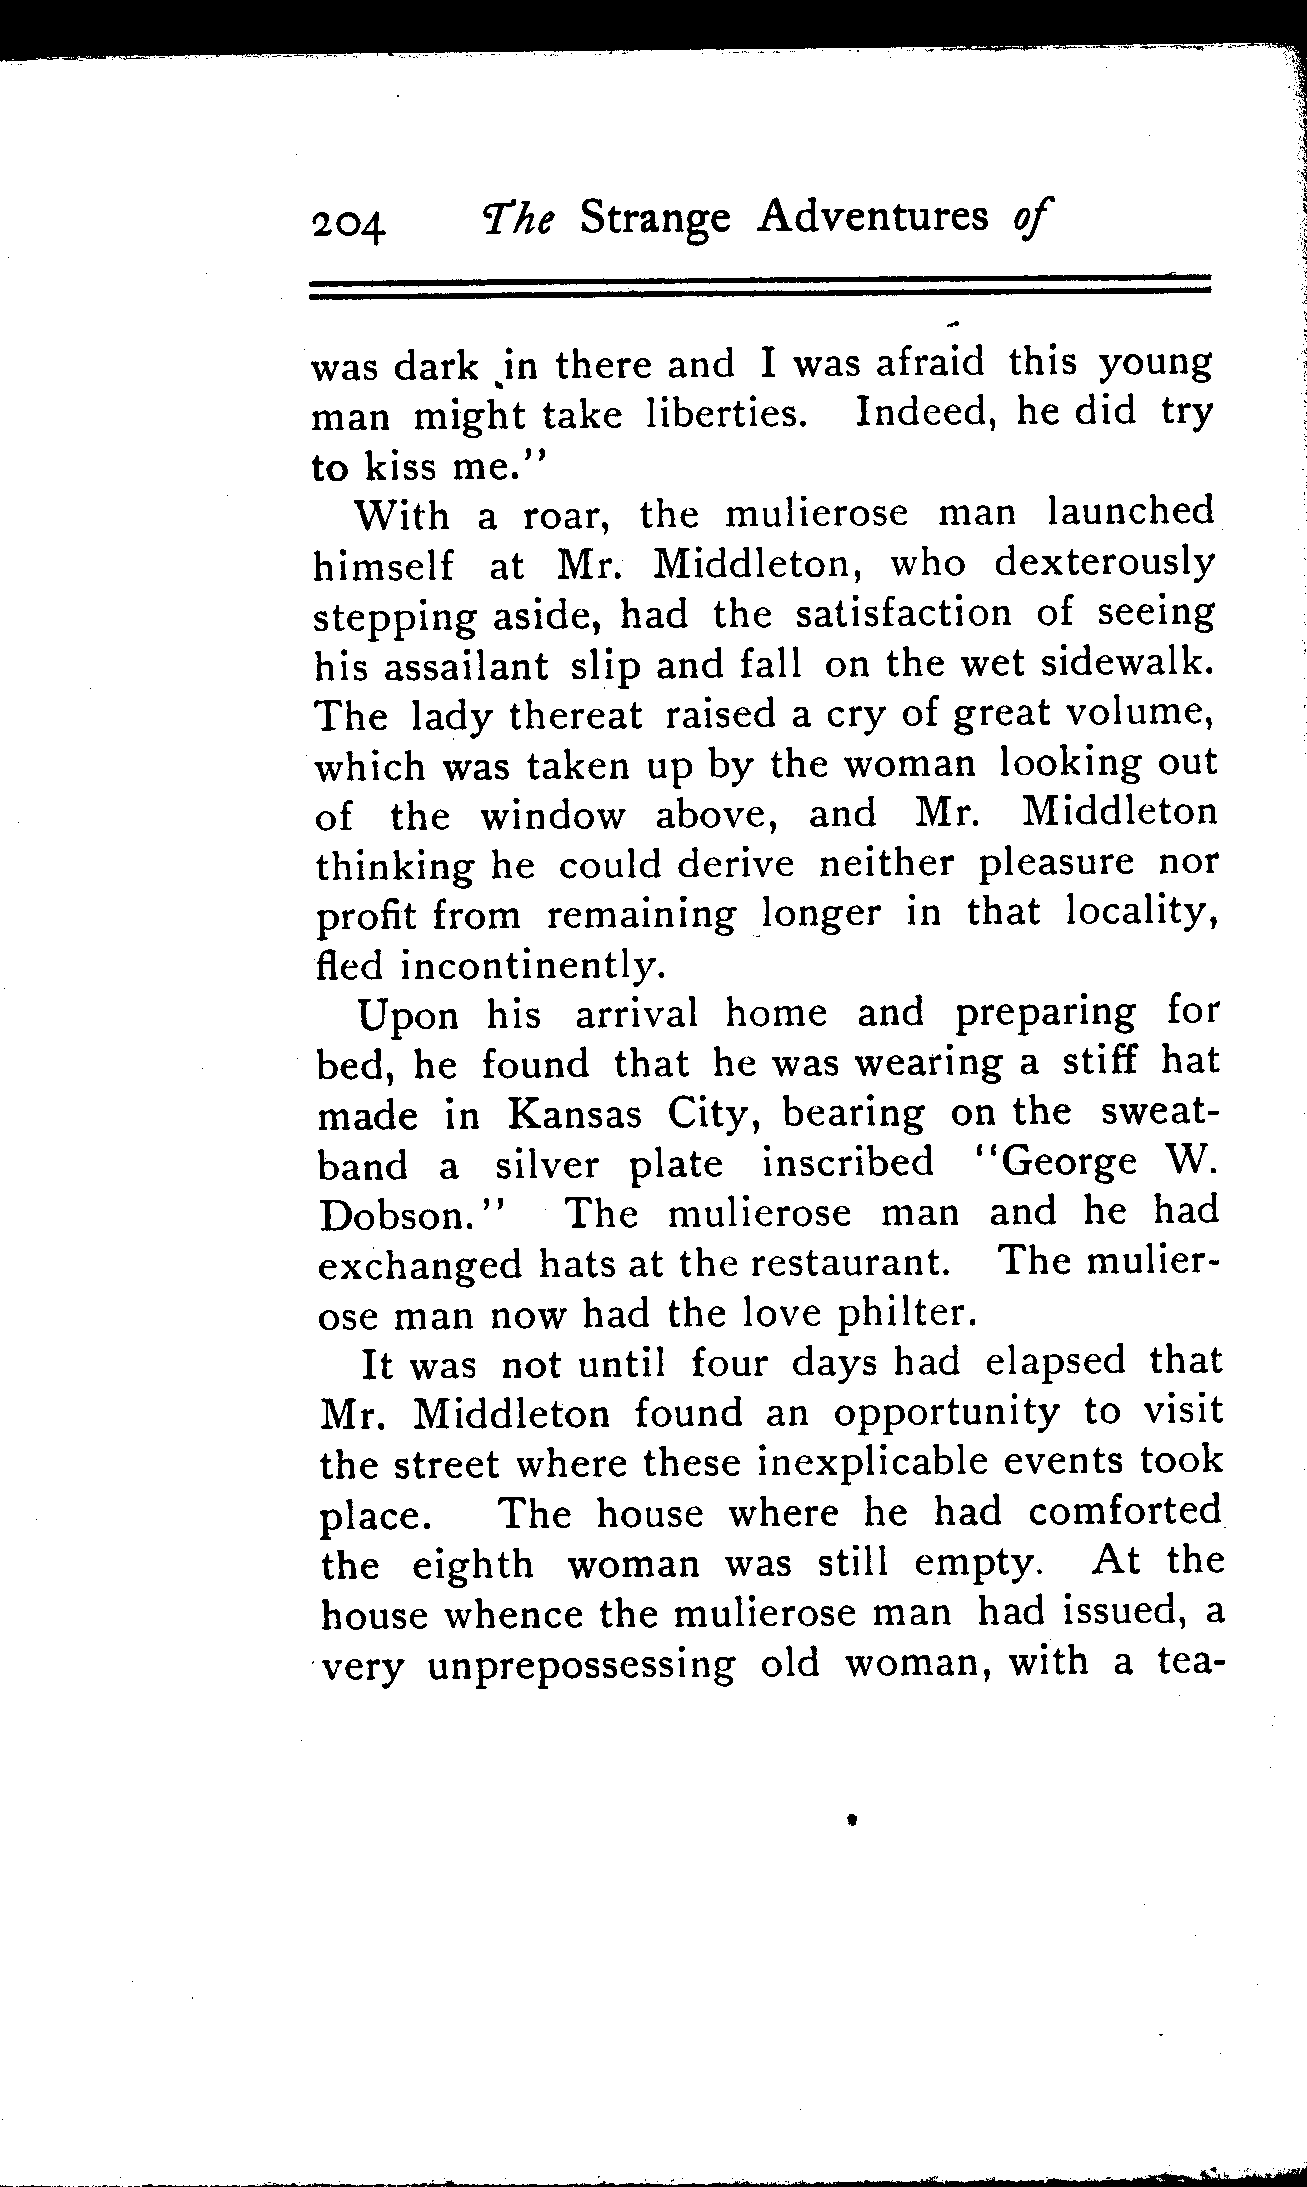 204 The Strange Adventures of
was dark in there and I was afraid this young
man might take liberties. Indeed, he did try
to kiss me."
With a roar, the mulierose man launched
himself at Mr. Middleton, who dexterously
stepping aside, had the satisfaction of seeing
his assailant slip and fall on the wet sidewalk.
The lady thereat raised a cry of great volume,
which was taken up by the woman looking out
of the window above, and Mr. Middleton
thinking he could derive neither pleasure nor
profit from remaining longer in that locality,
fled incontinently.
Upon his arrival home and preparing for
bed, he found that he was wearing a stiff hat
made in Kansas City, bearing on the sweat-
band a silver plate inscribed "George W.
Dobson." The mulierose man and he had
exchanged hats at the restaurant. The mulier-
ose man now had the love philter.
It was not until four days had elapsed that
Mr. Middleton found an opportunity to visit
the street where these inexplicable events took
place. The house where he had comforted
the eighth woman was still empty. At the
house whence the mulierose man had issued, a
very unprepossessing old woman, with a tea-